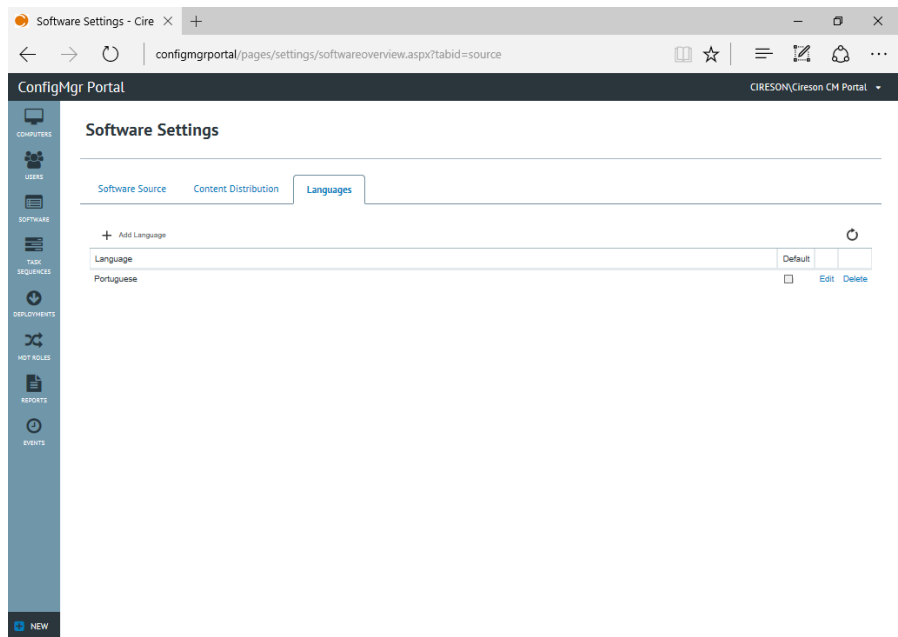 Software Settings - Cire
configmgrportal/pages/settings/softwareoverview.aspx?tabid=source
ConfigMgr Portal
CIRESON\Cireson CM Portal
COMPUTERS
USERS
SOFTWARE
TASK
SEQUENCES
DEPLOYMENTS
MDT ROLES
REPORTS
EVENTS
NEW
Software Settings
Software Source Content Distribution Languages
Add Language
Language Default
Portuguese Edit Delete